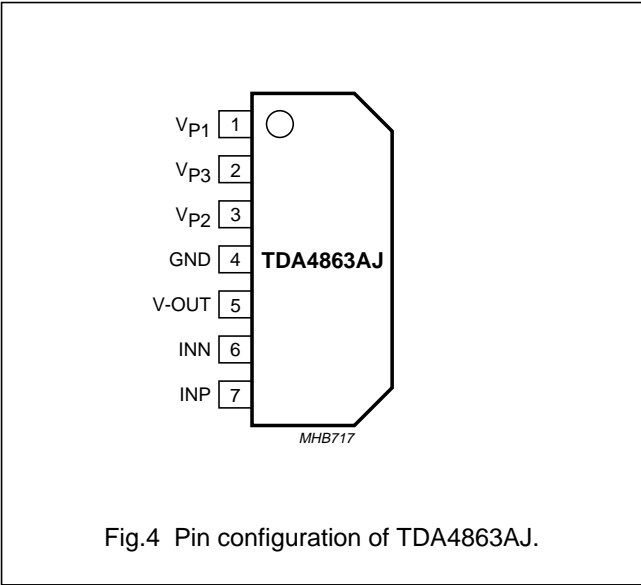 VP1 1
VP3 2
VP2 3
GND 4 TDA4863AJ
V-OUT 5
INN 6
INP 7
MHB717
Fig.4 Pin configuration of TDA4863AJ.